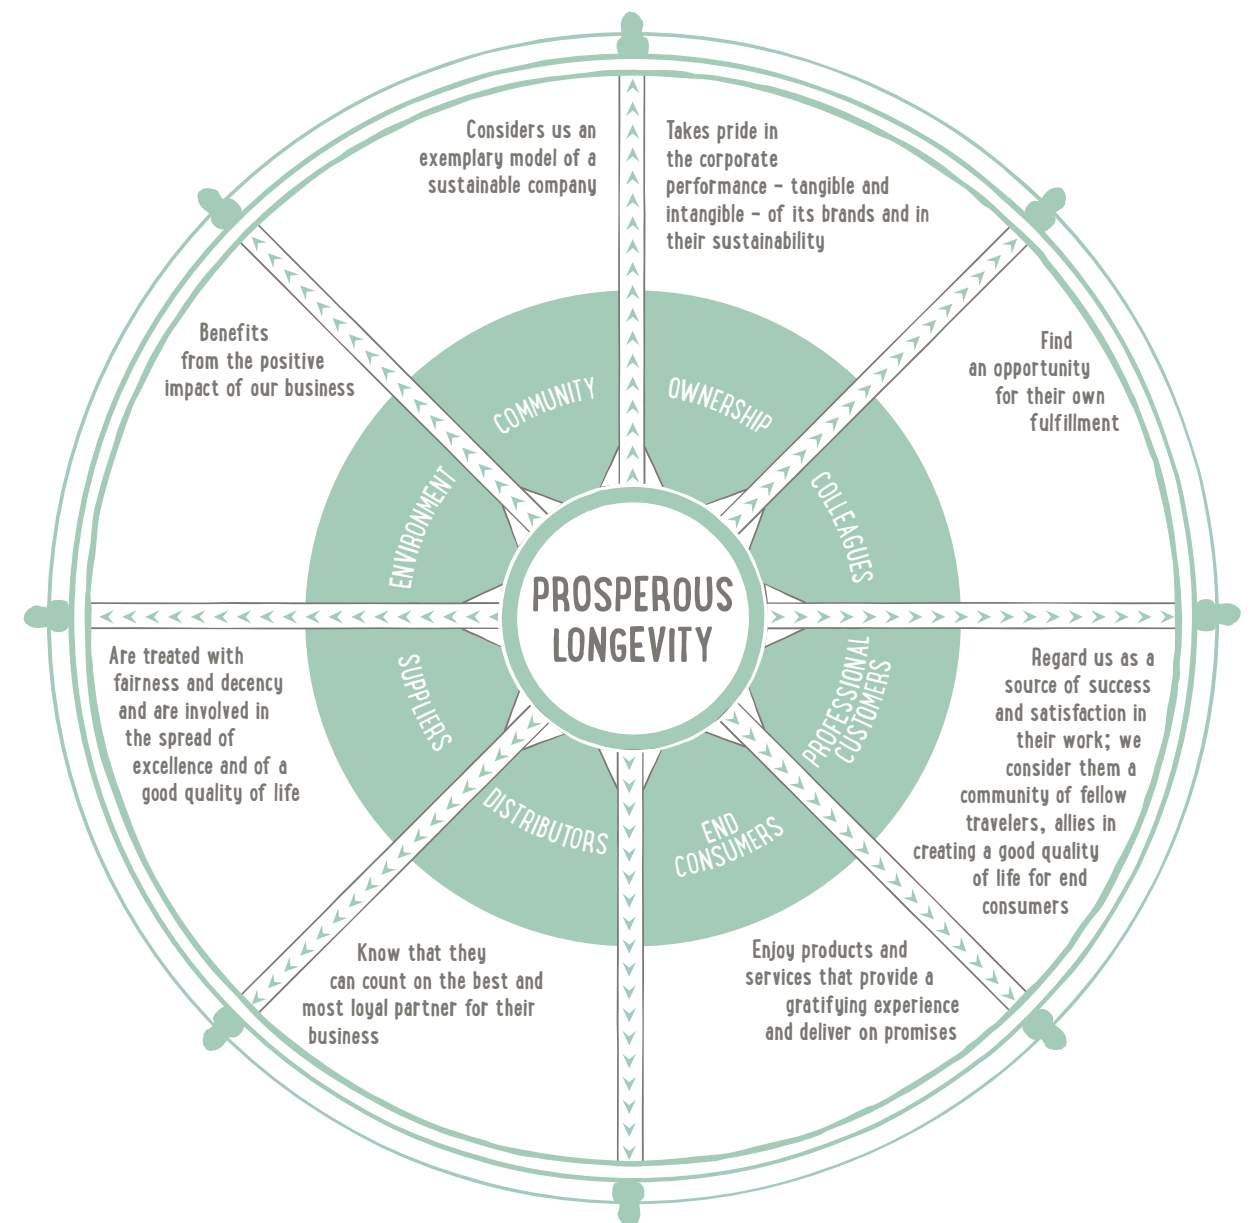 PROSPEROUS
LONGEVITY
OWNERSHIP
Takes pride in
the corporate
performance – tangible and
intangible – of its brands and in
their sustainability
COLLEAGUES
Find
an opportunity
for their own
fulfillment
PROFESSIONAL
CUSTOMERS
Regard us as a
source of success
and satisfaction in
their work; we
consider them a
community of fellow
travelers, allies in
creating a good quality
of life for end
consumers
END
CONSUMERS
Enjoy products and
services that provide a
gratifying experience
and deliver on promises
DISTRIBUTORS
Know that they
can count on the best and
most loyal partner for their
business
SUPPLIERS
Are treated with
fairness and decency
and are involved in
the spread of
excellence and of a
good quality of life
ENVIRONMENT
Benefits
from the positive
impact of our business
COMMUNITY
Considers us an
exemplary model of a
sustainable company